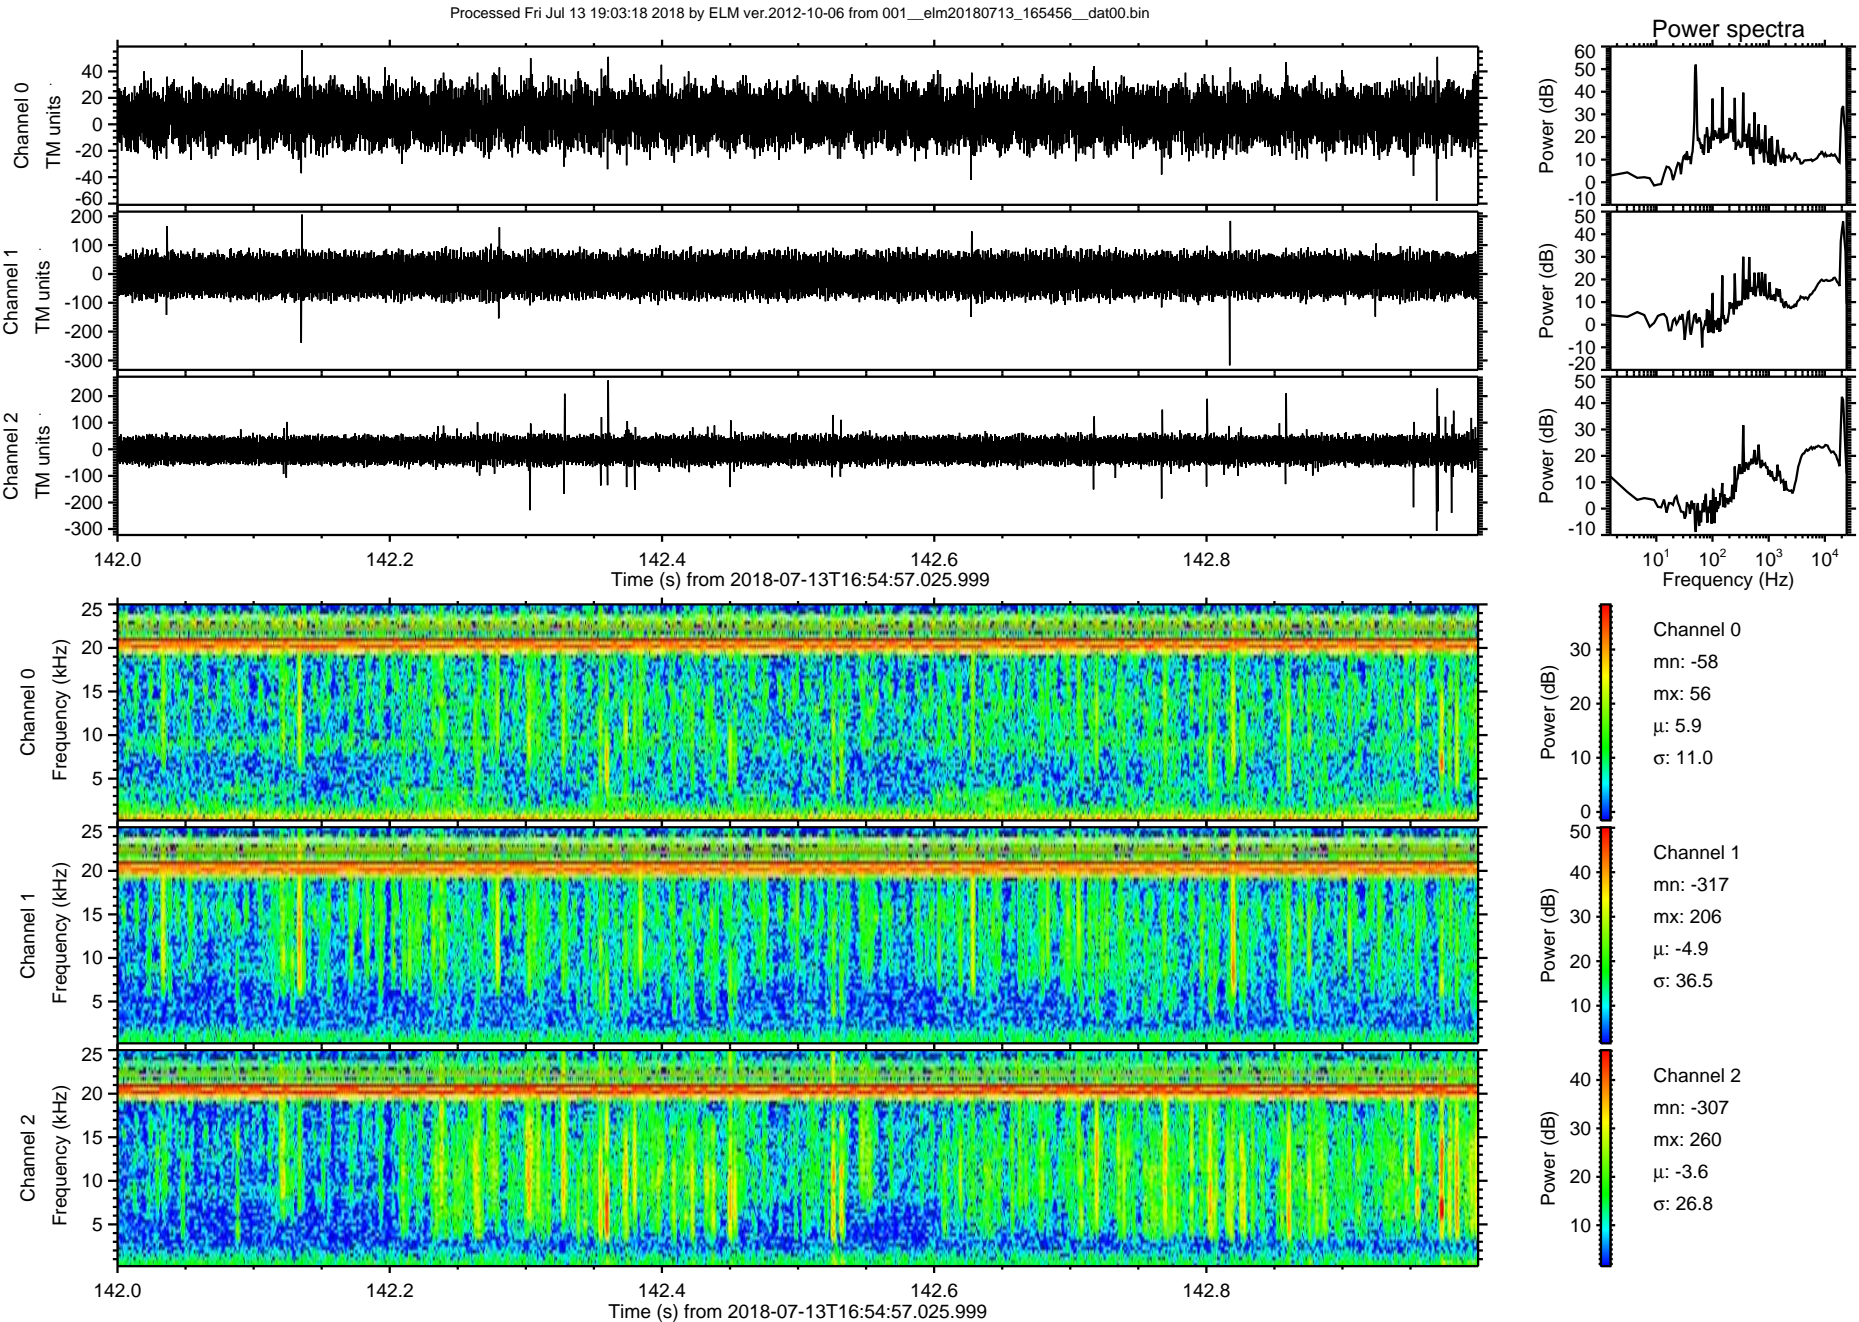 Processed Fri Jul 13 19:03:18 2018 by ELM ver.2012-10-06 from 001__elm20180713_165456__dat00.bin
Power spectra
Channel 0
TM units
40
20
0
-20
-40
-60
Power (dB)
60
50
40
30
20
10
0
-10
Channel 1
TM units
200
100
0
-100
-200
-300
Power (dB)
50
40
30
20
10
0
-10
-20
Channel 2
TM units
200
100
0
-100
-200
-300
Power (dB)
50
40
30
20
10
0
-10
142.0 142.2 142.4 142.6 142.8
Time (s) from 2018-07-13T16:54:57.025.999
10^1 10^2 10^3 10^4
Frequency (Hz)
Channel 0
Frequency (kHz)
25
20
15
10
5
Power (dB)
30
20
10
0
Channel 0
mn: -58
mx: 56
μ: 5.9
σ: 11.0
Channel 1
Frequency (kHz)
25
20
15
10
5
Power (dB)
50
40
30
20
10
Channel 1
mn: -317
mx: 206
μ: -4.9
σ: 36.5
Channel 2
Frequency (kHz)
25
20
15
10
5
Power (dB)
40
30
20
10
Channel 2
mn: -307
mx: 260
μ: -3.6
σ: 26.8
142.0 142.2 142.4 142.6 142.8
Time (s) from 2018-07-13T16:54:57.025.999